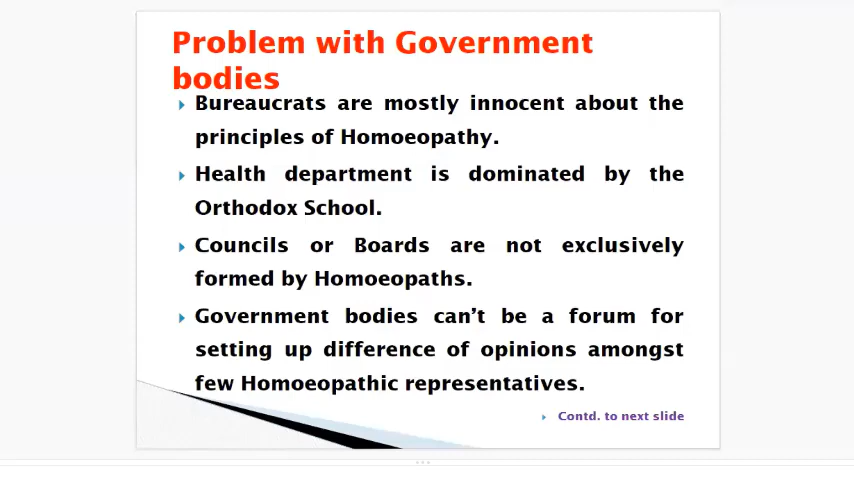 Problem with Government
bodies
Bureaucrats are mostly innocent about the
principles of Homoeopathy.
Health department is dominated by the
Orthodox School.
Councils or Boards are not exclusively
formed by Homoeopaths.
Government bodies can't be a forum for
setting up difference of opinions amongst
few Homoeopathic representatives.
Contd. to next slide